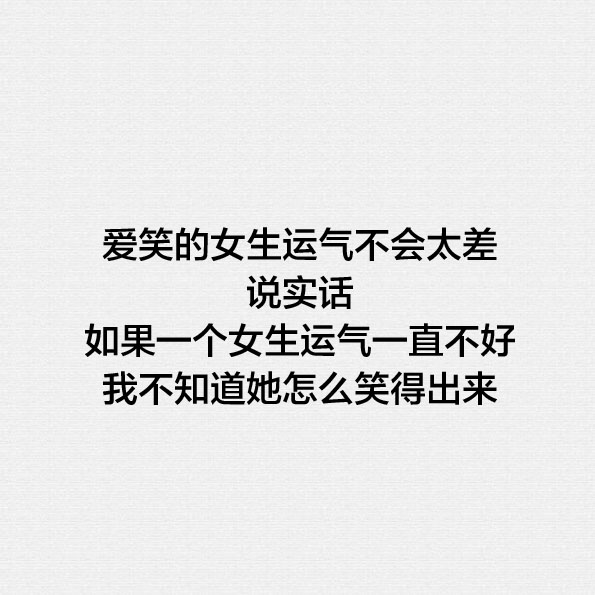 爱笑的女生运气不会太差
说实话
如果一个女生运气一直不好
我不知道她怎么笑得出来